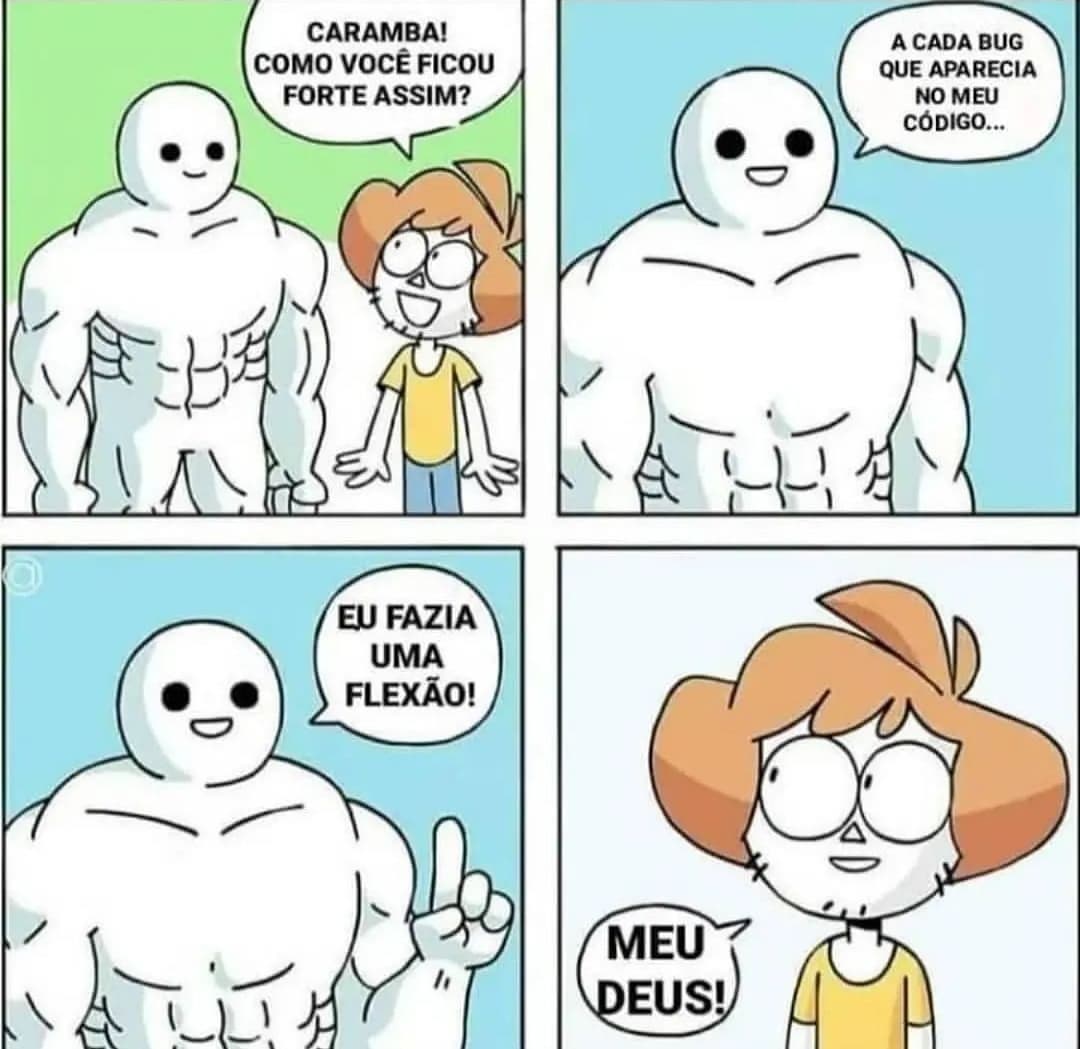 CARAMBA!
COMO VOCÊ FICOU
FORTE ASSIM?
A CADA BUG
QUE APARECIA
NO MEU
CÓDIGO...
EU FAZIA
UMA
FLEXÃO!
MEU
DEUS!